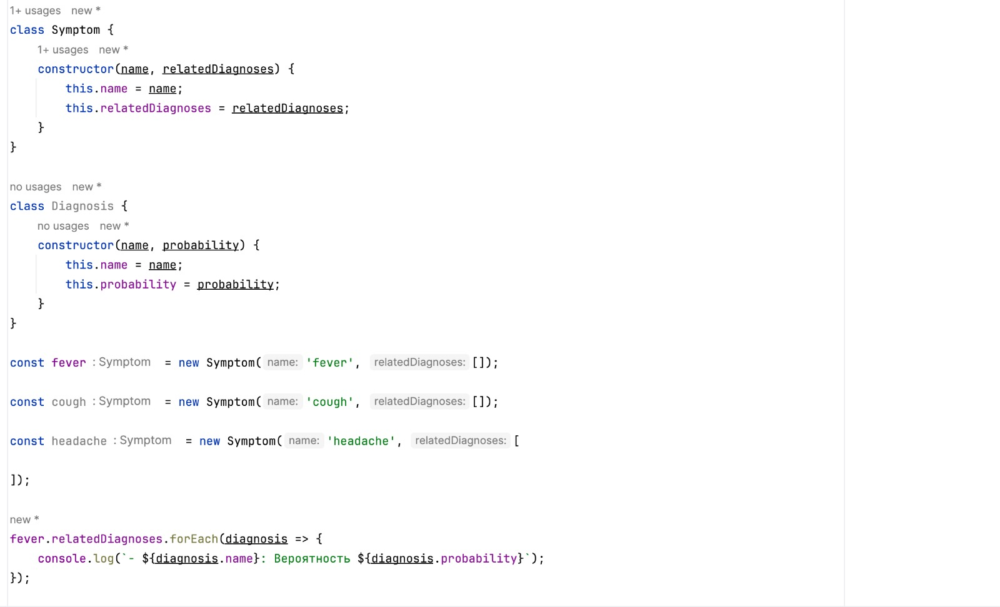 1+ usages   new *
class Symptom {
    1+ usages   new *
    constructor(name, relatedDiagnoses) {
        this.name = name;
        this.relatedDiagnoses = relatedDiagnoses;
    }
}
no usages   new *
class Diagnosis {
    no usages   new *
    constructor(name, probability) {
        this.name = name;
        this.probability = probability;
    }
}
const fever : Symptom  = new Symptom( name: 'fever',  relatedDiagnoses: []);
const cough : Symptom  = new Symptom( name: 'cough',  relatedDiagnoses: []);
const headache : Symptom  = new Symptom( name: 'headache',  relatedDiagnoses: [
]);
new *
fever.relatedDiagnoses.forEach(diagnosis => {
    console.log(`- ${diagnosis.name}: Вероятность ${diagnosis.probability}`);
});